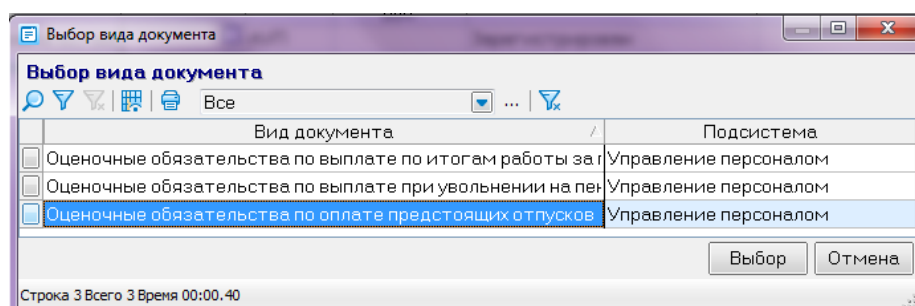 Выбор вида документа
Выбор вида документа
Все ...
Вид документа Подсистема
Оценочные обязательства по выплате по итогам работы за Управление персоналом
Оценочные обязательства по выплате при увольнении на Управление персоналом
Оценочные обязательства по оплате предстоящих отпусков Управление персоналом
Выбор Отмена
Строка 3 Всего 3 Время 00:00.40